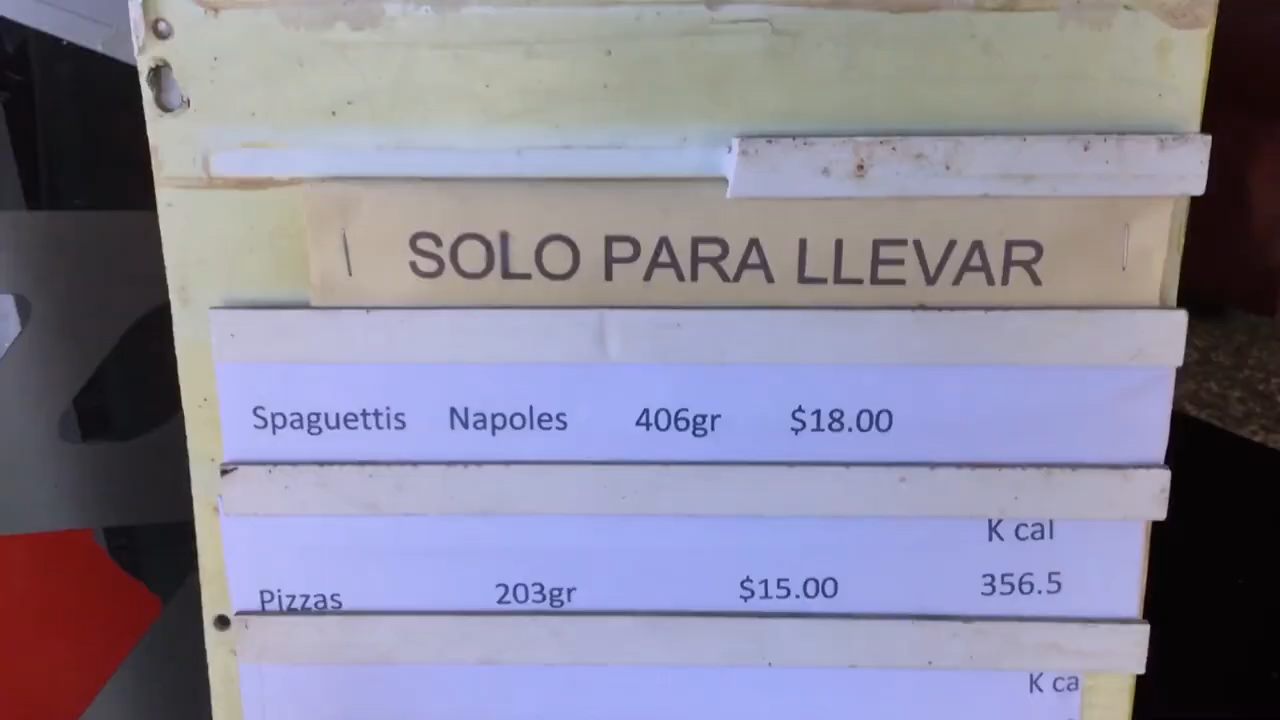 SOLO PARA LLEVAR
Spaguettis Napoles 406gr $18.00
K cal
Pizzas 203gr $15.00 356.5
K ca